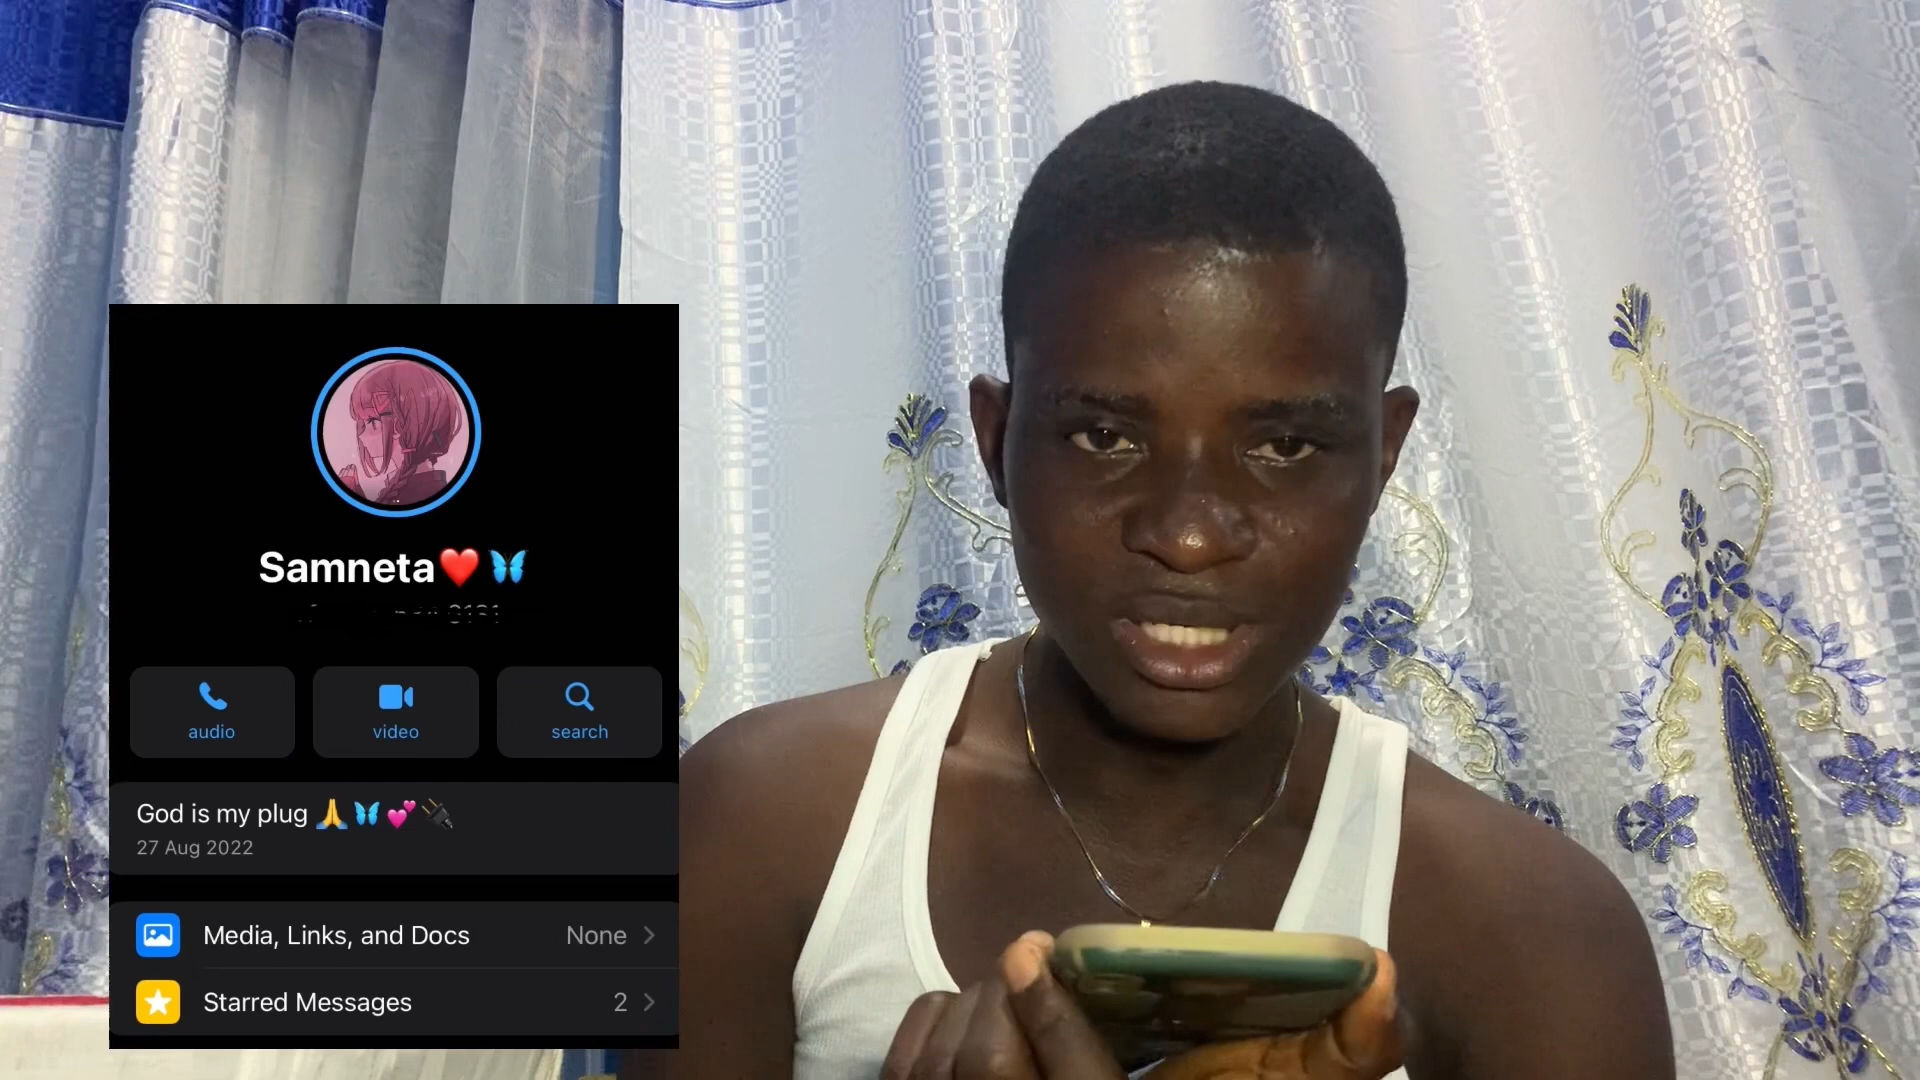 Samneta❤️🦋
audio
video
search
God is my plug 🙏🦋💕🔌
27 Aug 2022
Media, Links, and Docs
None
Starred Messages
2